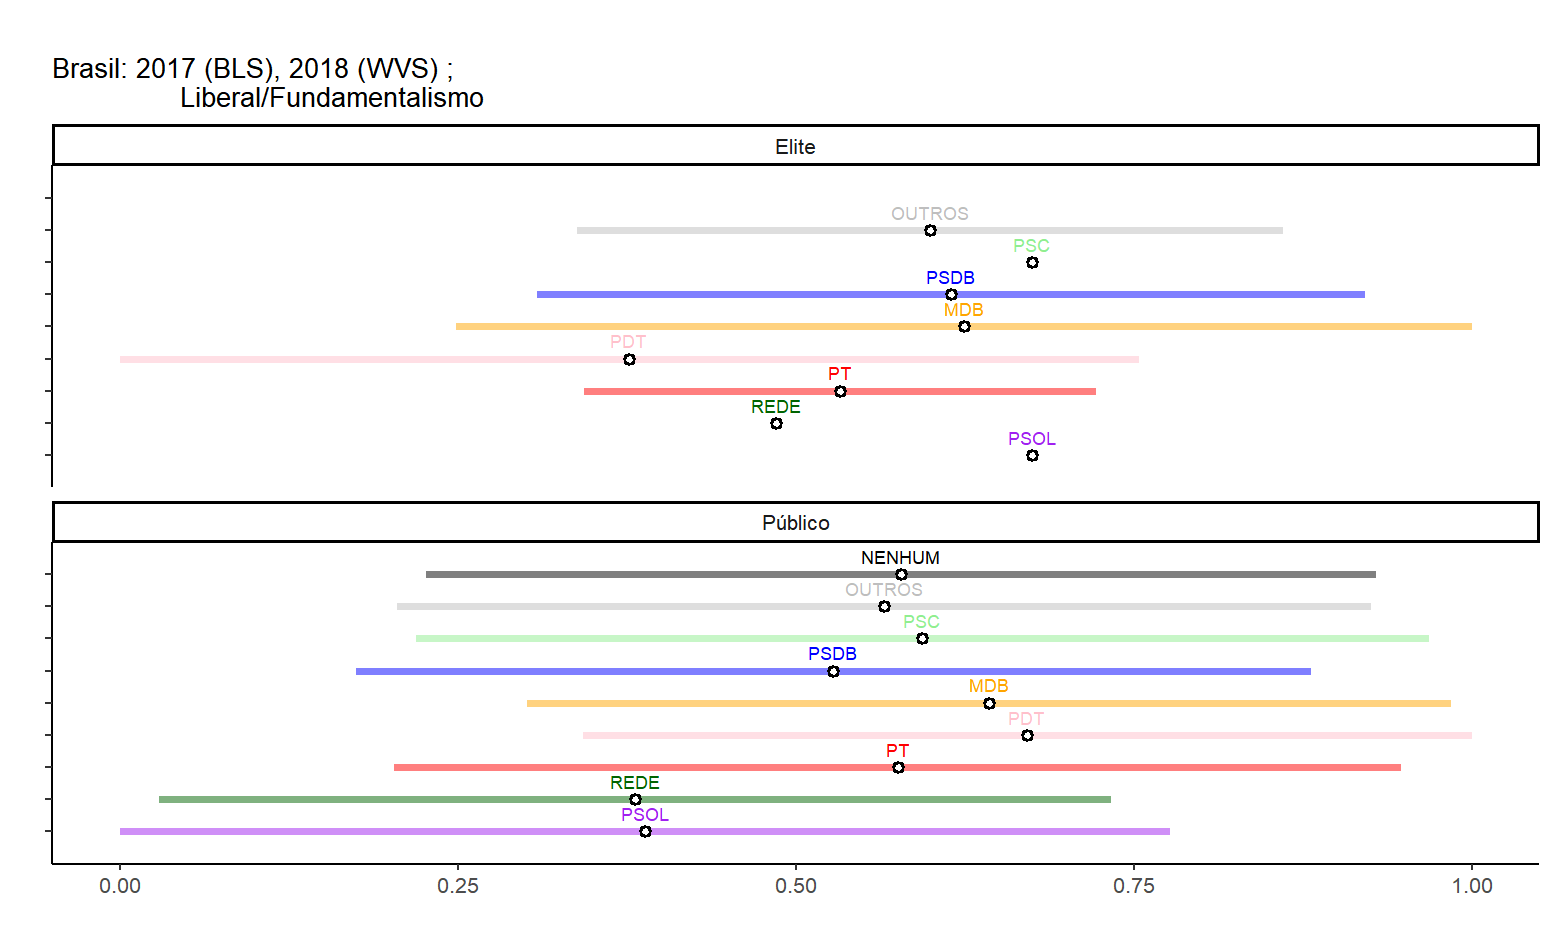 Brasil: 2017 (BLS), 2018 (WVS) ;
Liberal/Fundamentalismo
Elite
OUTROS
PSC
PSDB
MDB
PDT
PT
REDE
PSOL
Público
NENHUM
OUTROS
PSC
PSDB
MDB
PDT
PT
REDE
PSOL
0.00 0.25 0.50 0.75 1.00